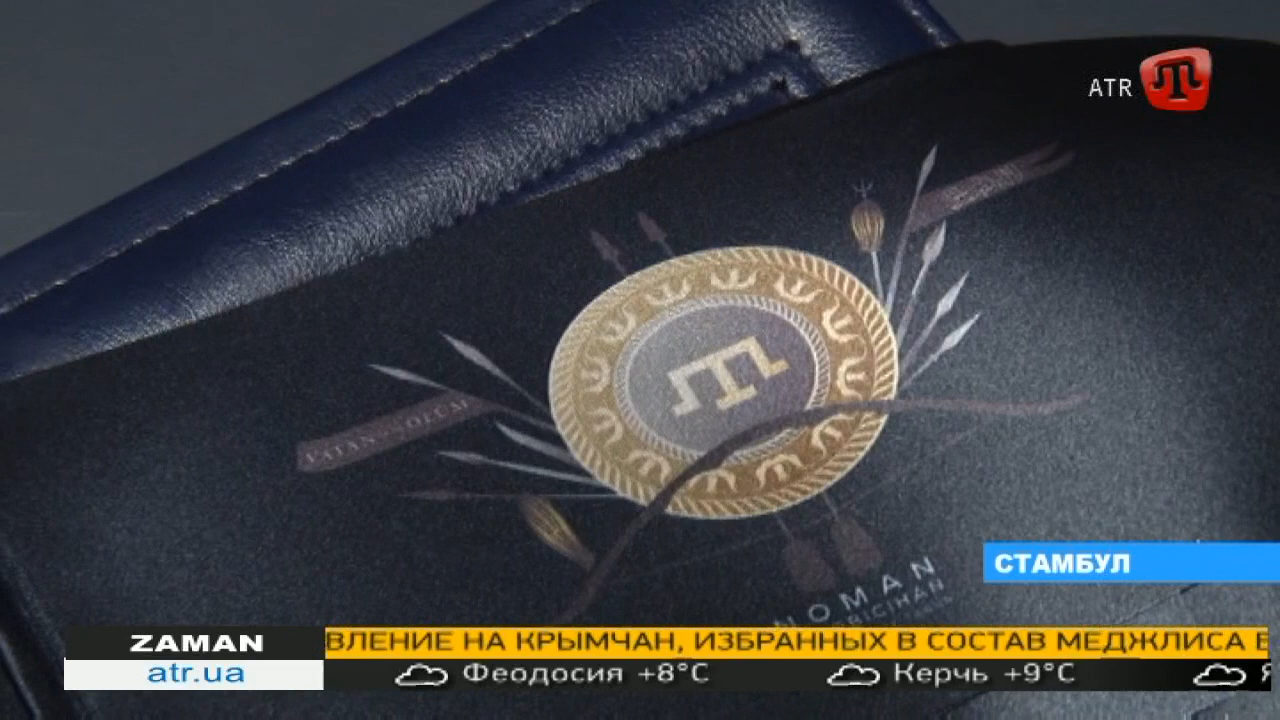 ATR
СТАМБУЛ
NOMAN
ZAMAN
ВЛЕНИЕ НА КРЫМЧАН, ИЗБРАННЫХ В СОСТАВ МЕДЖЛИСА В
atr.ua
Феодосия +8°C
Керчь +9°C
Я